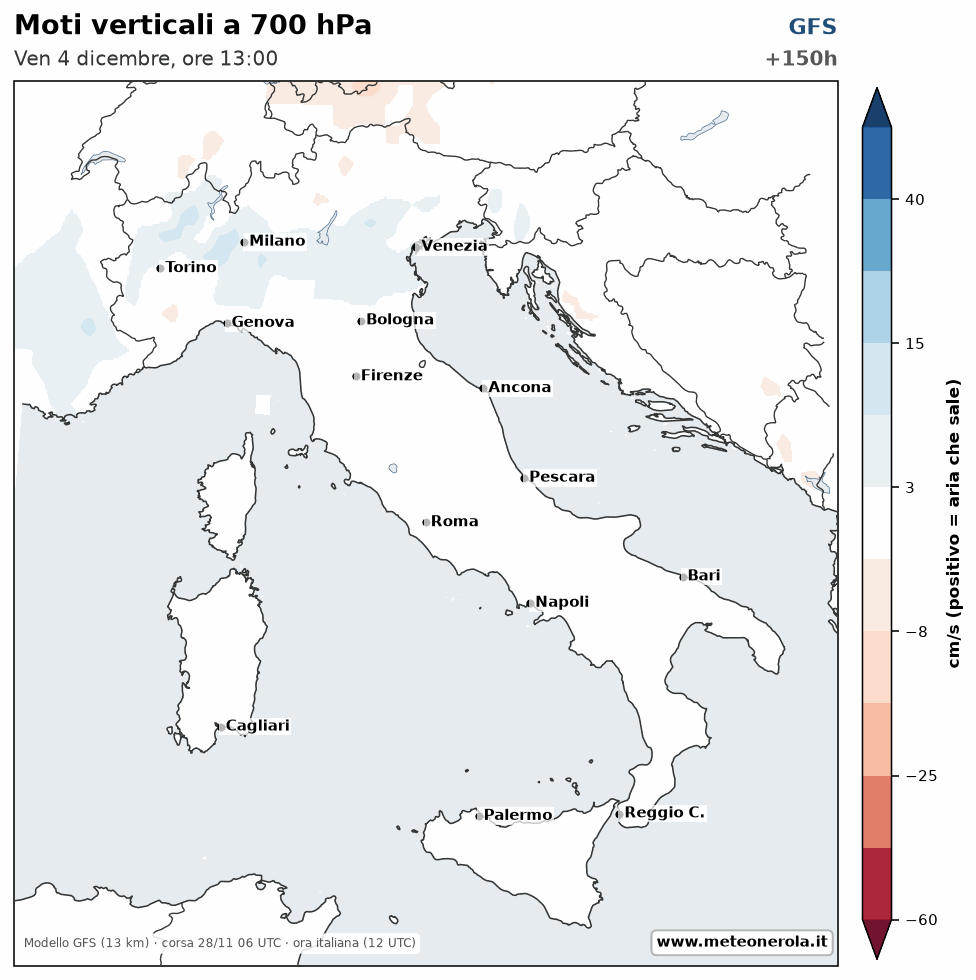 Moti verticali a 700 hPa
GFS
Ven 4 dicembre, ore 13:00
+150h
40
15
3
−8
−25
−60
cm/s (positivo = aria che sale)
Milano
Venezia
Torino
Genova
Bologna
Firenze
Ancona
Pescara
Roma
Bari
Napoli
Cagliari
Palermo
Reggio C.
Modello GFS (13 km) · corsa 28/11 06 UTC · ora italiana (12 UTC)
www.meteonerola.it